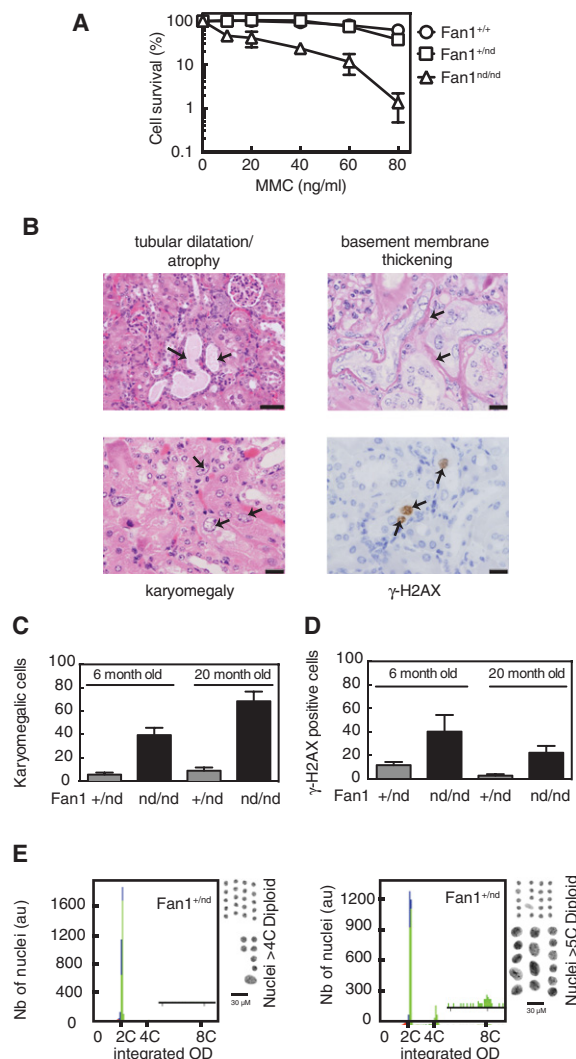 A
Cell survival (%)
100
10
1
0.1
0 20 40 60 80
MMC (ng/ml)
Fan1+/+
Fan1+/nd
Fan1nd/nd
B
tubular dilatation/
atrophy
basement membrane
thickening
karyomegaly
γ-H2AX
C
Karyomegalic cells
100
80
60
40
20
0
6 month old
20 month old
Fan1 +/nd nd/nd +/nd nd/nd
D
γ-H2AX positive cells
100
80
60
40
20
0
6 month old
20 month old
Fan1 +/nd nd/nd +/nd nd/nd
E
Nb of nuclei (au)
1600
1200
800
400
0
Fan1+/nd
2C 4C 8C
integrated OD
Nuclei >4C Diploid
30 µM
Nb of nuclei (au)
1200
900
600
300
0
Fan1+/nd
2C 4C 8C
integrated OD
Nuclei >5C Diploid
30 µM